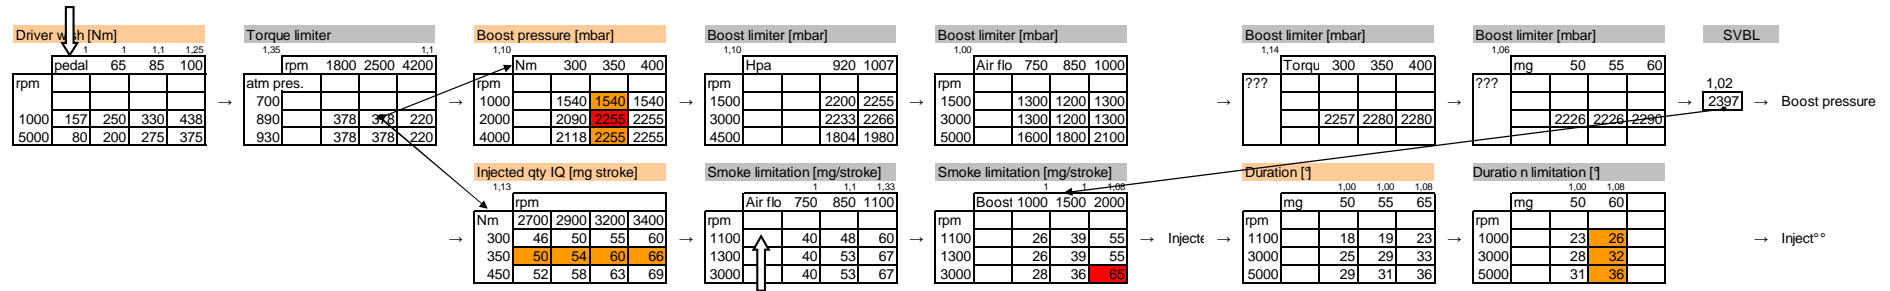 Driver wish [Nm]
1 1 1,1 1,25
pedal 65 85 100
rpm
1000 157 250 330 438
5000 80 200 275 375
→
Torque limiter
1,35 1,1
rpm 1800 2500 4200
atm pres.
700
890 378 378 220
930 378 378 220
→
Boost pressure [mbar]
1,10
Nm 300 350 400
rpm
1000 1540 1540 1540
2000 2090 2255 2255
4000 2118 2255 2255
→
Boost limiter [mbar]
1,10
Hpa 920 1007
rpm
1500 2200 2255
3000 2233 2266
4500 1804 1980
→
Boost limiter [mbar]
1,00
Air flo 750 850 1000
rpm
1500 1300 1200 1300
3000 1300 1200 1300
5000 1600 1800 2100
→
Boost limiter [mbar]
1,14
Torqu 300 350 400
???
2257 2280 2280
→
Boost limiter [mbar]
1,06
mg 50 55 60
???
2226 2226 2290
→
SVBL
1,02
2397
→ Boost pressure
→
Injected qty IQ [mg stroke]
1,13
rpm
Nm 2700 2900 3200 3400
300 46 50 55 60
350 50 54 60 66
450 52 58 63 69
→
Smoke limitation [mg/stroke]
1 1,1 1,33
Air flo 750 850 1100
rpm
1100 40 48 60
1300 40 53 67
3000 40 53 67
→
Smoke limitation [mg/stroke]
1 1 1,08
Boost 1000 1500 2000
rpm
1100 26 39 55
1300 26 39 55
3000 28 36 65
→ Injecte →
Duration [°]
1,00 1,00 1,08
mg 50 55 65
rpm
1100 18 19 23
3000 25 29 33
5000 29 31 36
→
Duratio n limitation [°]
1,00 1,08
mg 50 60
rpm
1000 23 26
3000 28 32
5000 31 36
→ Inject°°